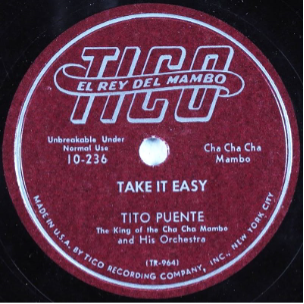 TICO
EL REY DEL MAMBO
Unbreakable Under
Normal Use
10-236
Cha Cha Cha
Mambo
TAKE IT EASY
TITO PUENTE
The King of the Cha Cha Mambo
and His Orchestra
(TR-964)
MADE IN U.S.A. BY TICO RECORDING COMPANY, INC., NEW YORK CITY